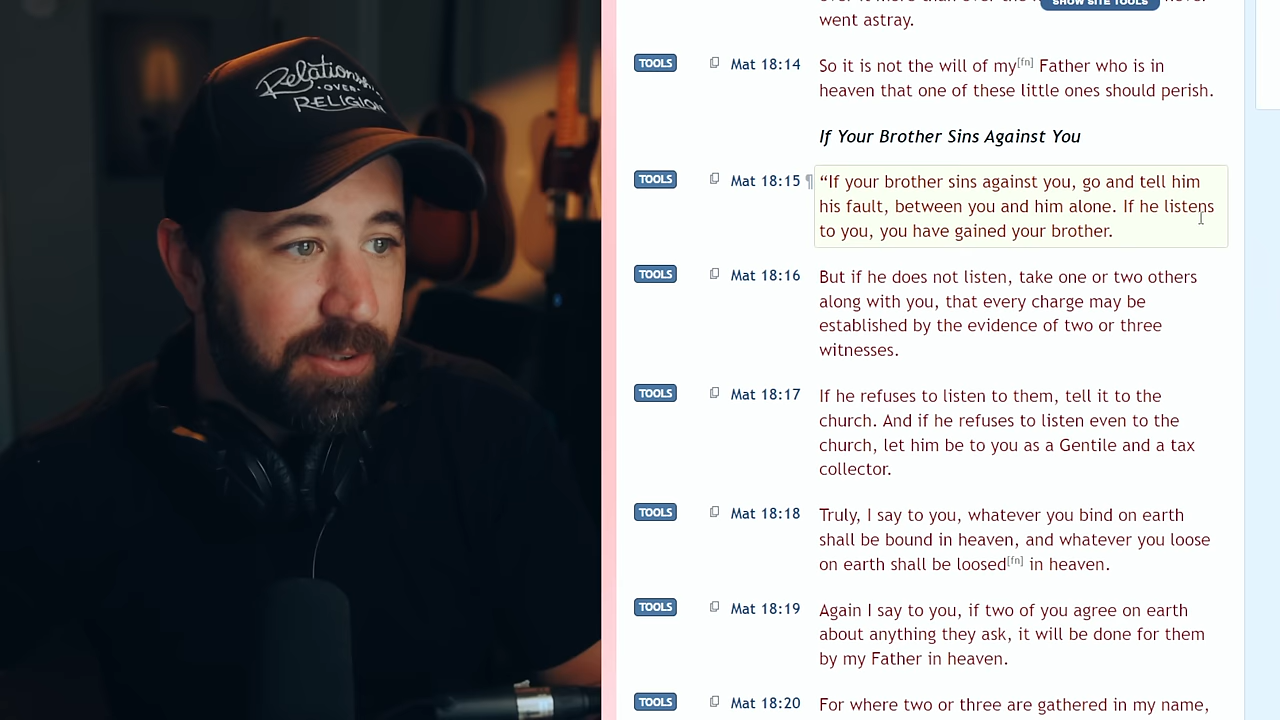 Relations
OVER
RELIGION
SHOW SITE TOOLS
went astray.
TOOLS Mat 18:14 So it is not the will of my[fn] Father who is in
heaven that one of these little ones should perish.
If Your Brother Sins Against You
TOOLS Mat 18:15 ¶ “If your brother sins against you, go and tell him
his fault, between you and him alone. If he listens
to you, you have gained your brother.
TOOLS Mat 18:16 But if he does not listen, take one or two others
along with you, that every charge may be
established by the evidence of two or three
witnesses.
TOOLS Mat 18:17 If he refuses to listen to them, tell it to the
church. And if he refuses to listen even to the
church, let him be to you as a Gentile and a tax
collector.
TOOLS Mat 18:18 Truly, I say to you, whatever you bind on earth
shall be bound in heaven, and whatever you loose
on earth shall be loosed[fn] in heaven.
TOOLS Mat 18:19 Again I say to you, if two of you agree on earth
about anything they ask, it will be done for them
by my Father in heaven.
TOOLS Mat 18:20 For where two or three are gathered in my name,